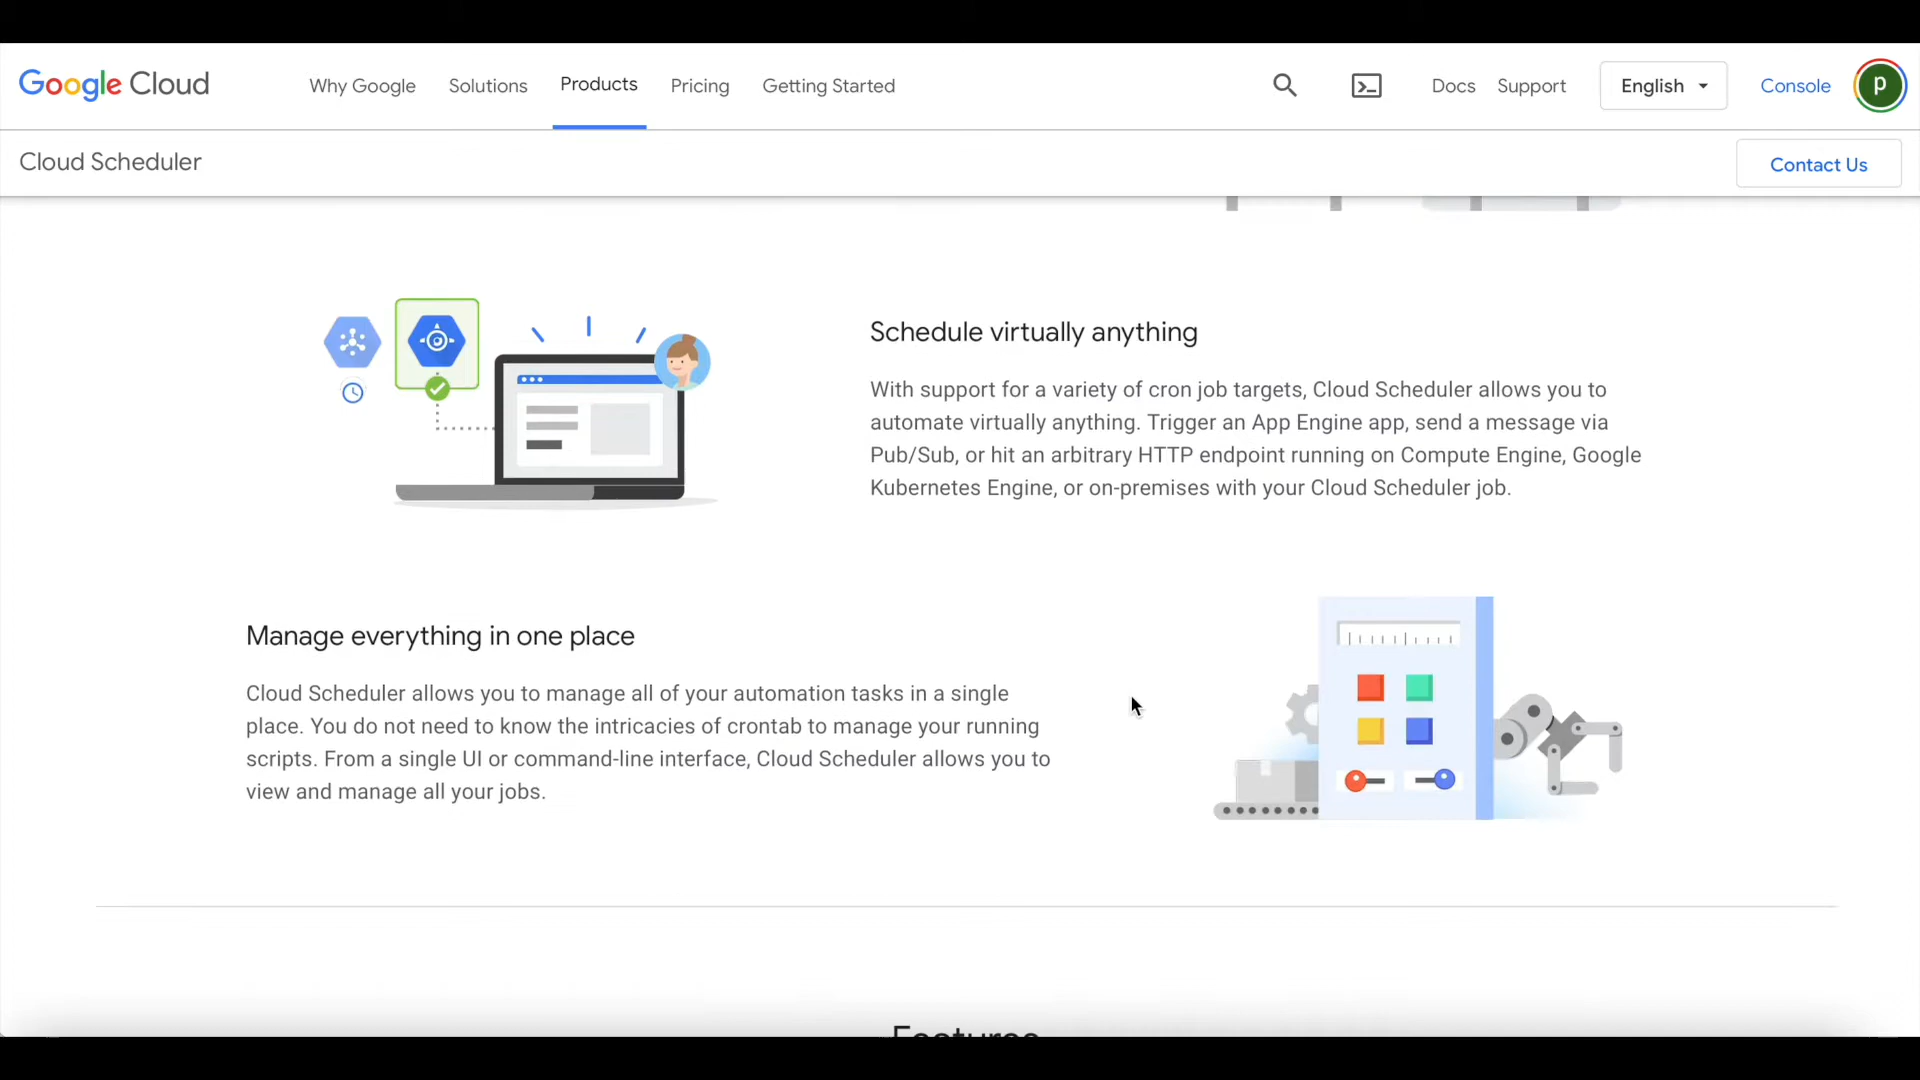 Google Cloud
Why Google
Solutions
Products
Pricing
Getting Started
Docs
Support
English
Console
p
Cloud Scheduler
Contact Us
Schedule virtually anything
With support for a variety of cron job targets, Cloud Scheduler allows you to
automate virtually anything. Trigger an App Engine app, send a message via
Pub/Sub, or hit an arbitrary HTTP endpoint running on Compute Engine, Google
Kubernetes Engine, or on-premises with your Cloud Scheduler job.
Manage everything in one place
Cloud Scheduler allows you to manage all of your automation tasks in a single
place. You do not need to know the intricacies of crontab to manage your running
scripts. From a single UI or command-line interface, Cloud Scheduler allows you to
view and manage all your jobs.
Features